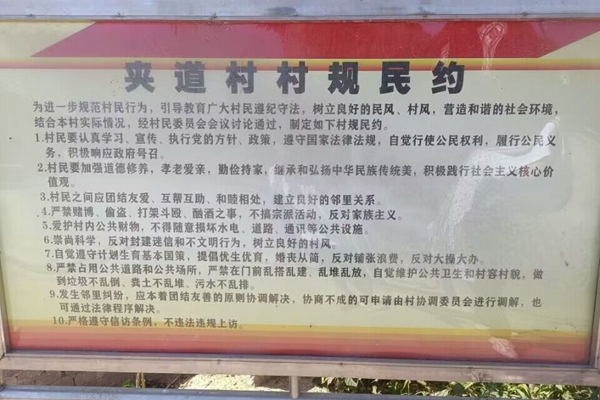 夹道村村规民约
为进一步规范村民行为，引导教育广大村民遵纪守法，树立良好的民风、村风，营造和谐的社会环境，
结合本村实际情况，经村民委员会会议讨论通过，制定如下村规民约。
1.村民要认真学习、宣传、执行党的方针、政策，遵守国家法律法规，自觉行使公民权利，履行公民义
务，积极响应政府号召。
2.村民要加强道德修养，孝老爱亲，勤俭持家，继承和弘扬中华民族传统美，积极践行社会主义核心价
值观。
3.村民之间应团结友爱、互帮互助、和睦相处，建立良好的邻里关系。
4.严禁赌博、偷盗、打架斗殴、酗酒之事，不搞宗派活动，反对家族主义。
5.爱护村内公共财物，不得随意损坏水电、道路、通讯等公共设施。
6.崇尚科学，反对封建迷信和不文明行为，树立良好的村风。
7.自觉遵守计划生育基本国策，提倡优生优育，婚丧从简，反对铺张浪费，反对大操大办。
8.严禁占用公共道路和公共场所，严禁在门前乱搭乱建、乱堆乱放，自觉维护公共卫生和村容村貌，做
到垃圾不乱倒、粪土不乱堆、污水不乱排。
9.发生邻里纠纷，应本着团结友善的原则协调解决，协商不成的可申请由村协调委员会进行调解，也
可通过法律程序解决。
10.严格遵守信访条例，不违法违规上访。